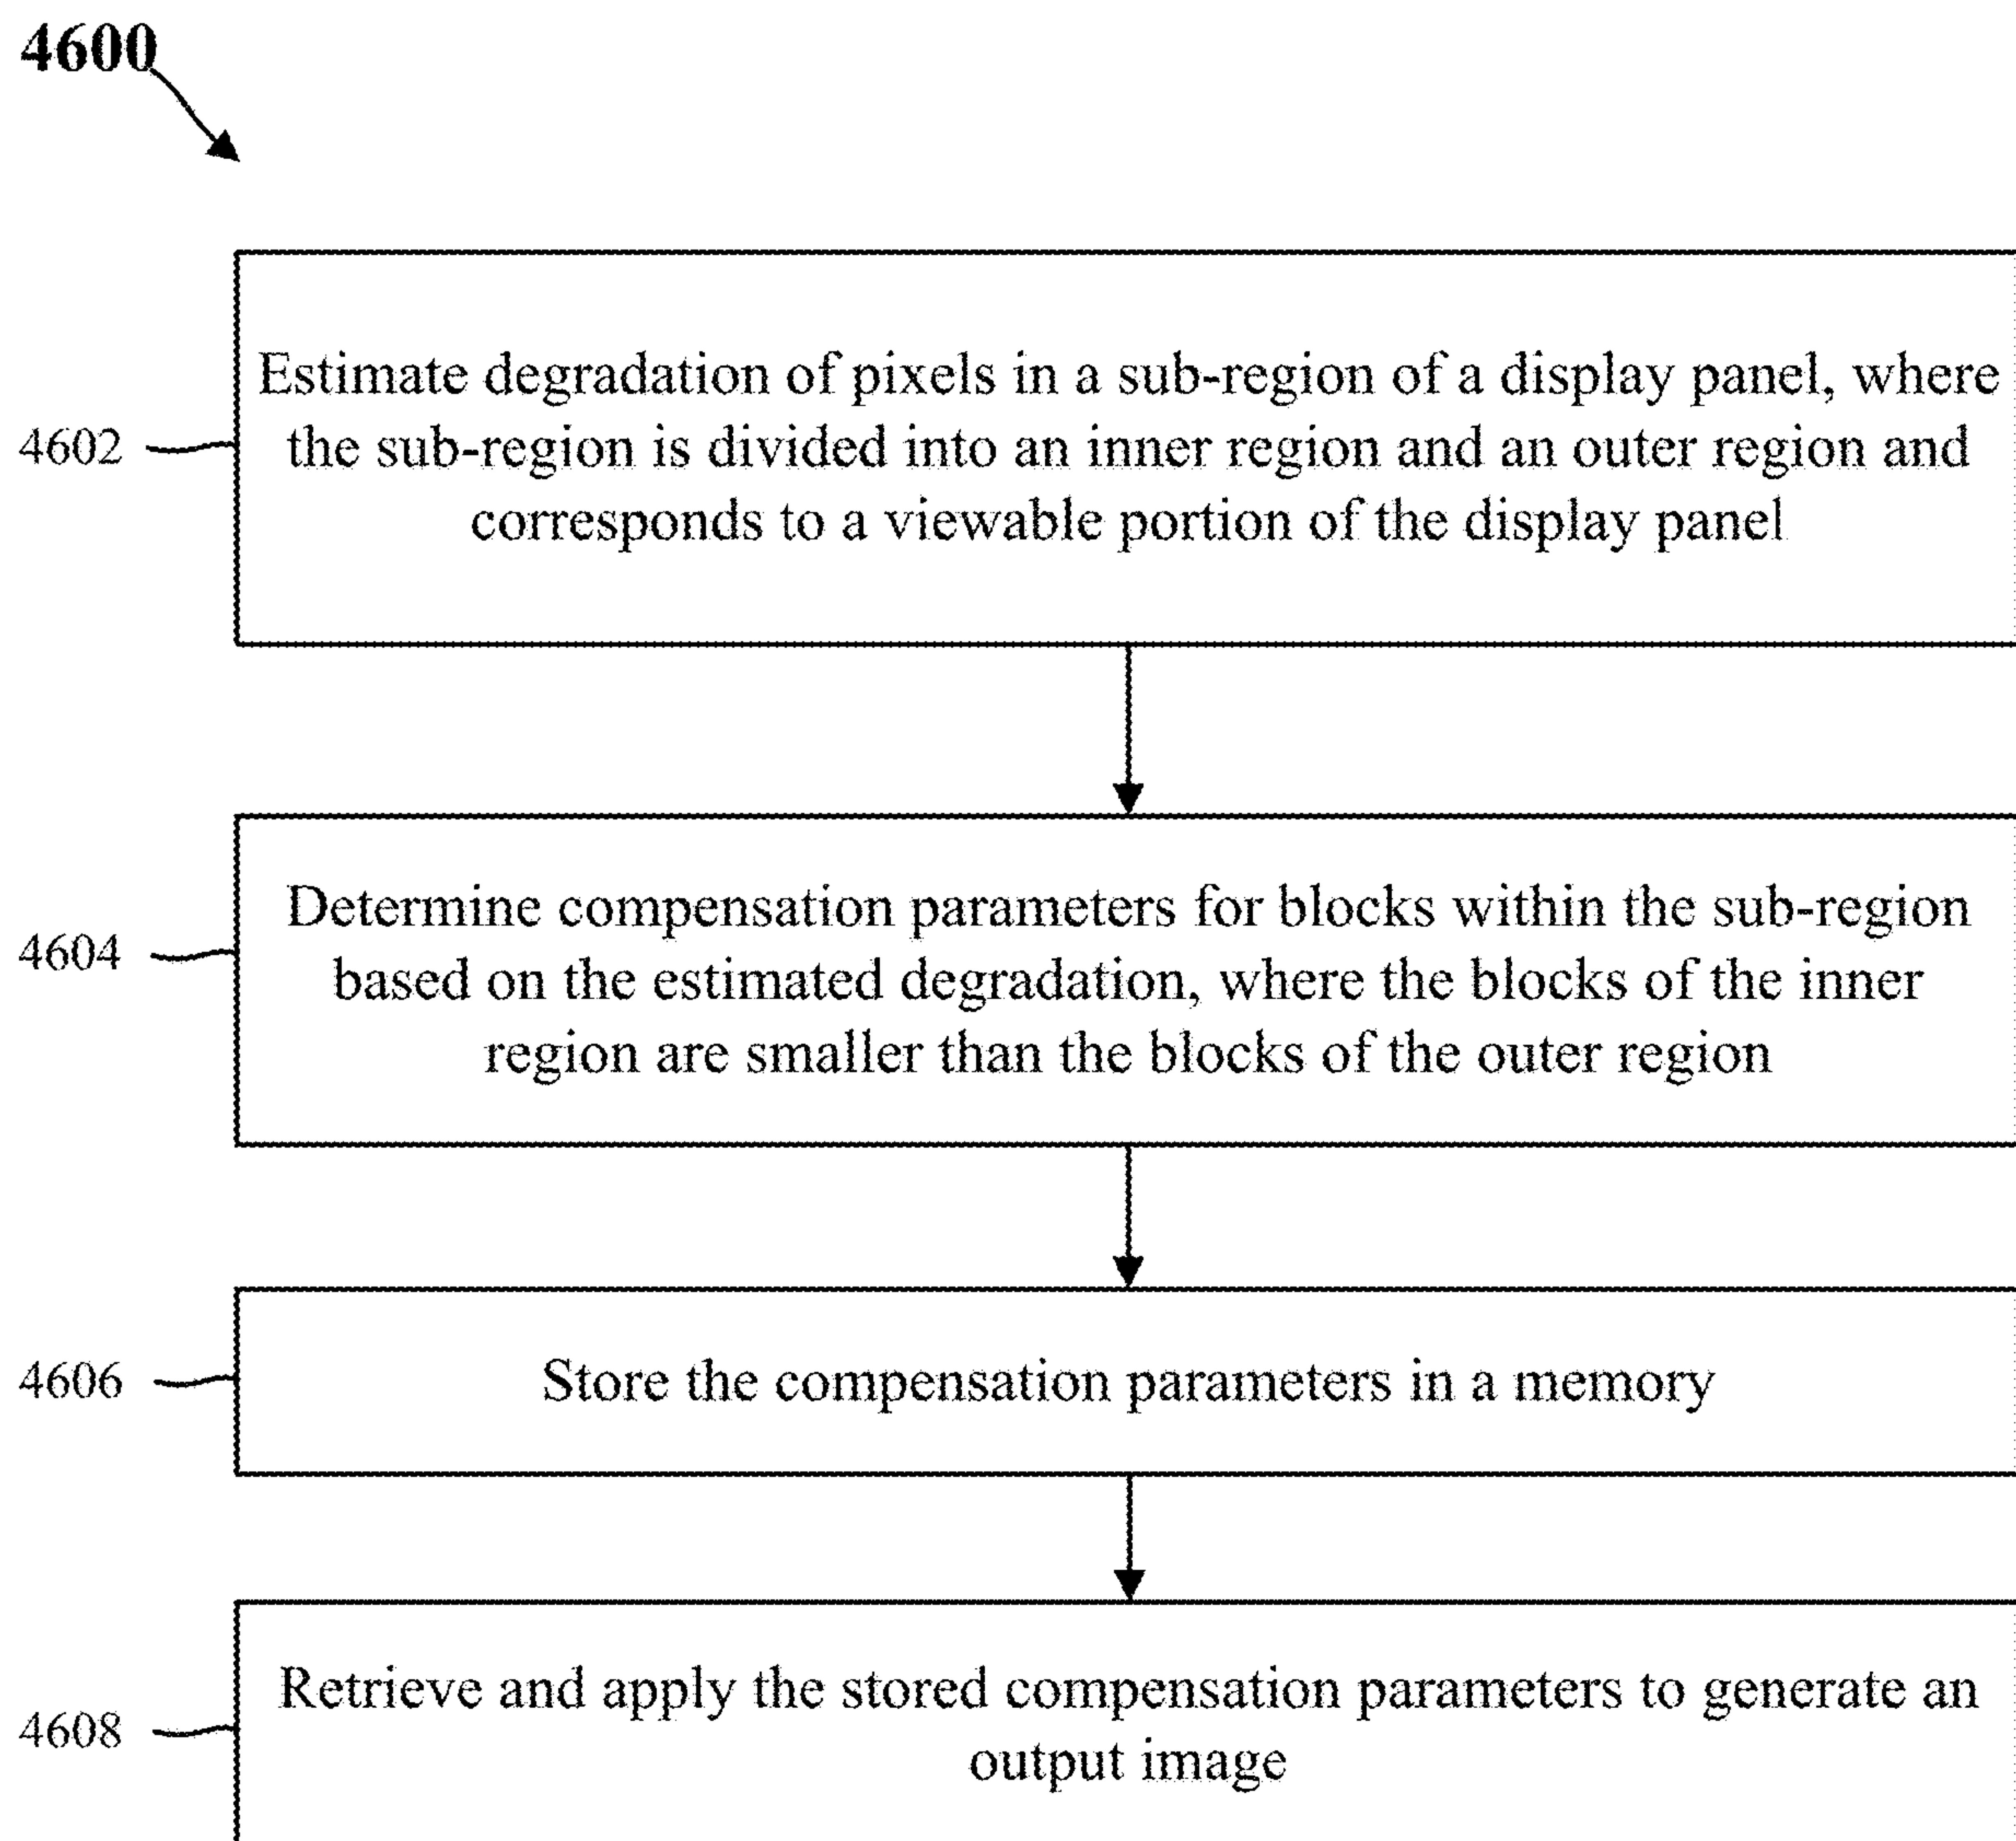 4600
4602
Estimate degradation of pixels in a sub-region of a display panel, where
the sub-region is divided into an inner region and an outer region and
corresponds to a viewable portion of the display panel
4604
Determine compensation parameters for blocks within the sub-region
based on the estimated degradation, where the blocks of the inner
region are smaller than the blocks of the outer region
4606
Store the compensation parameters in a memory
4608
Retrieve and apply the stored compensation parameters to generate an
output image